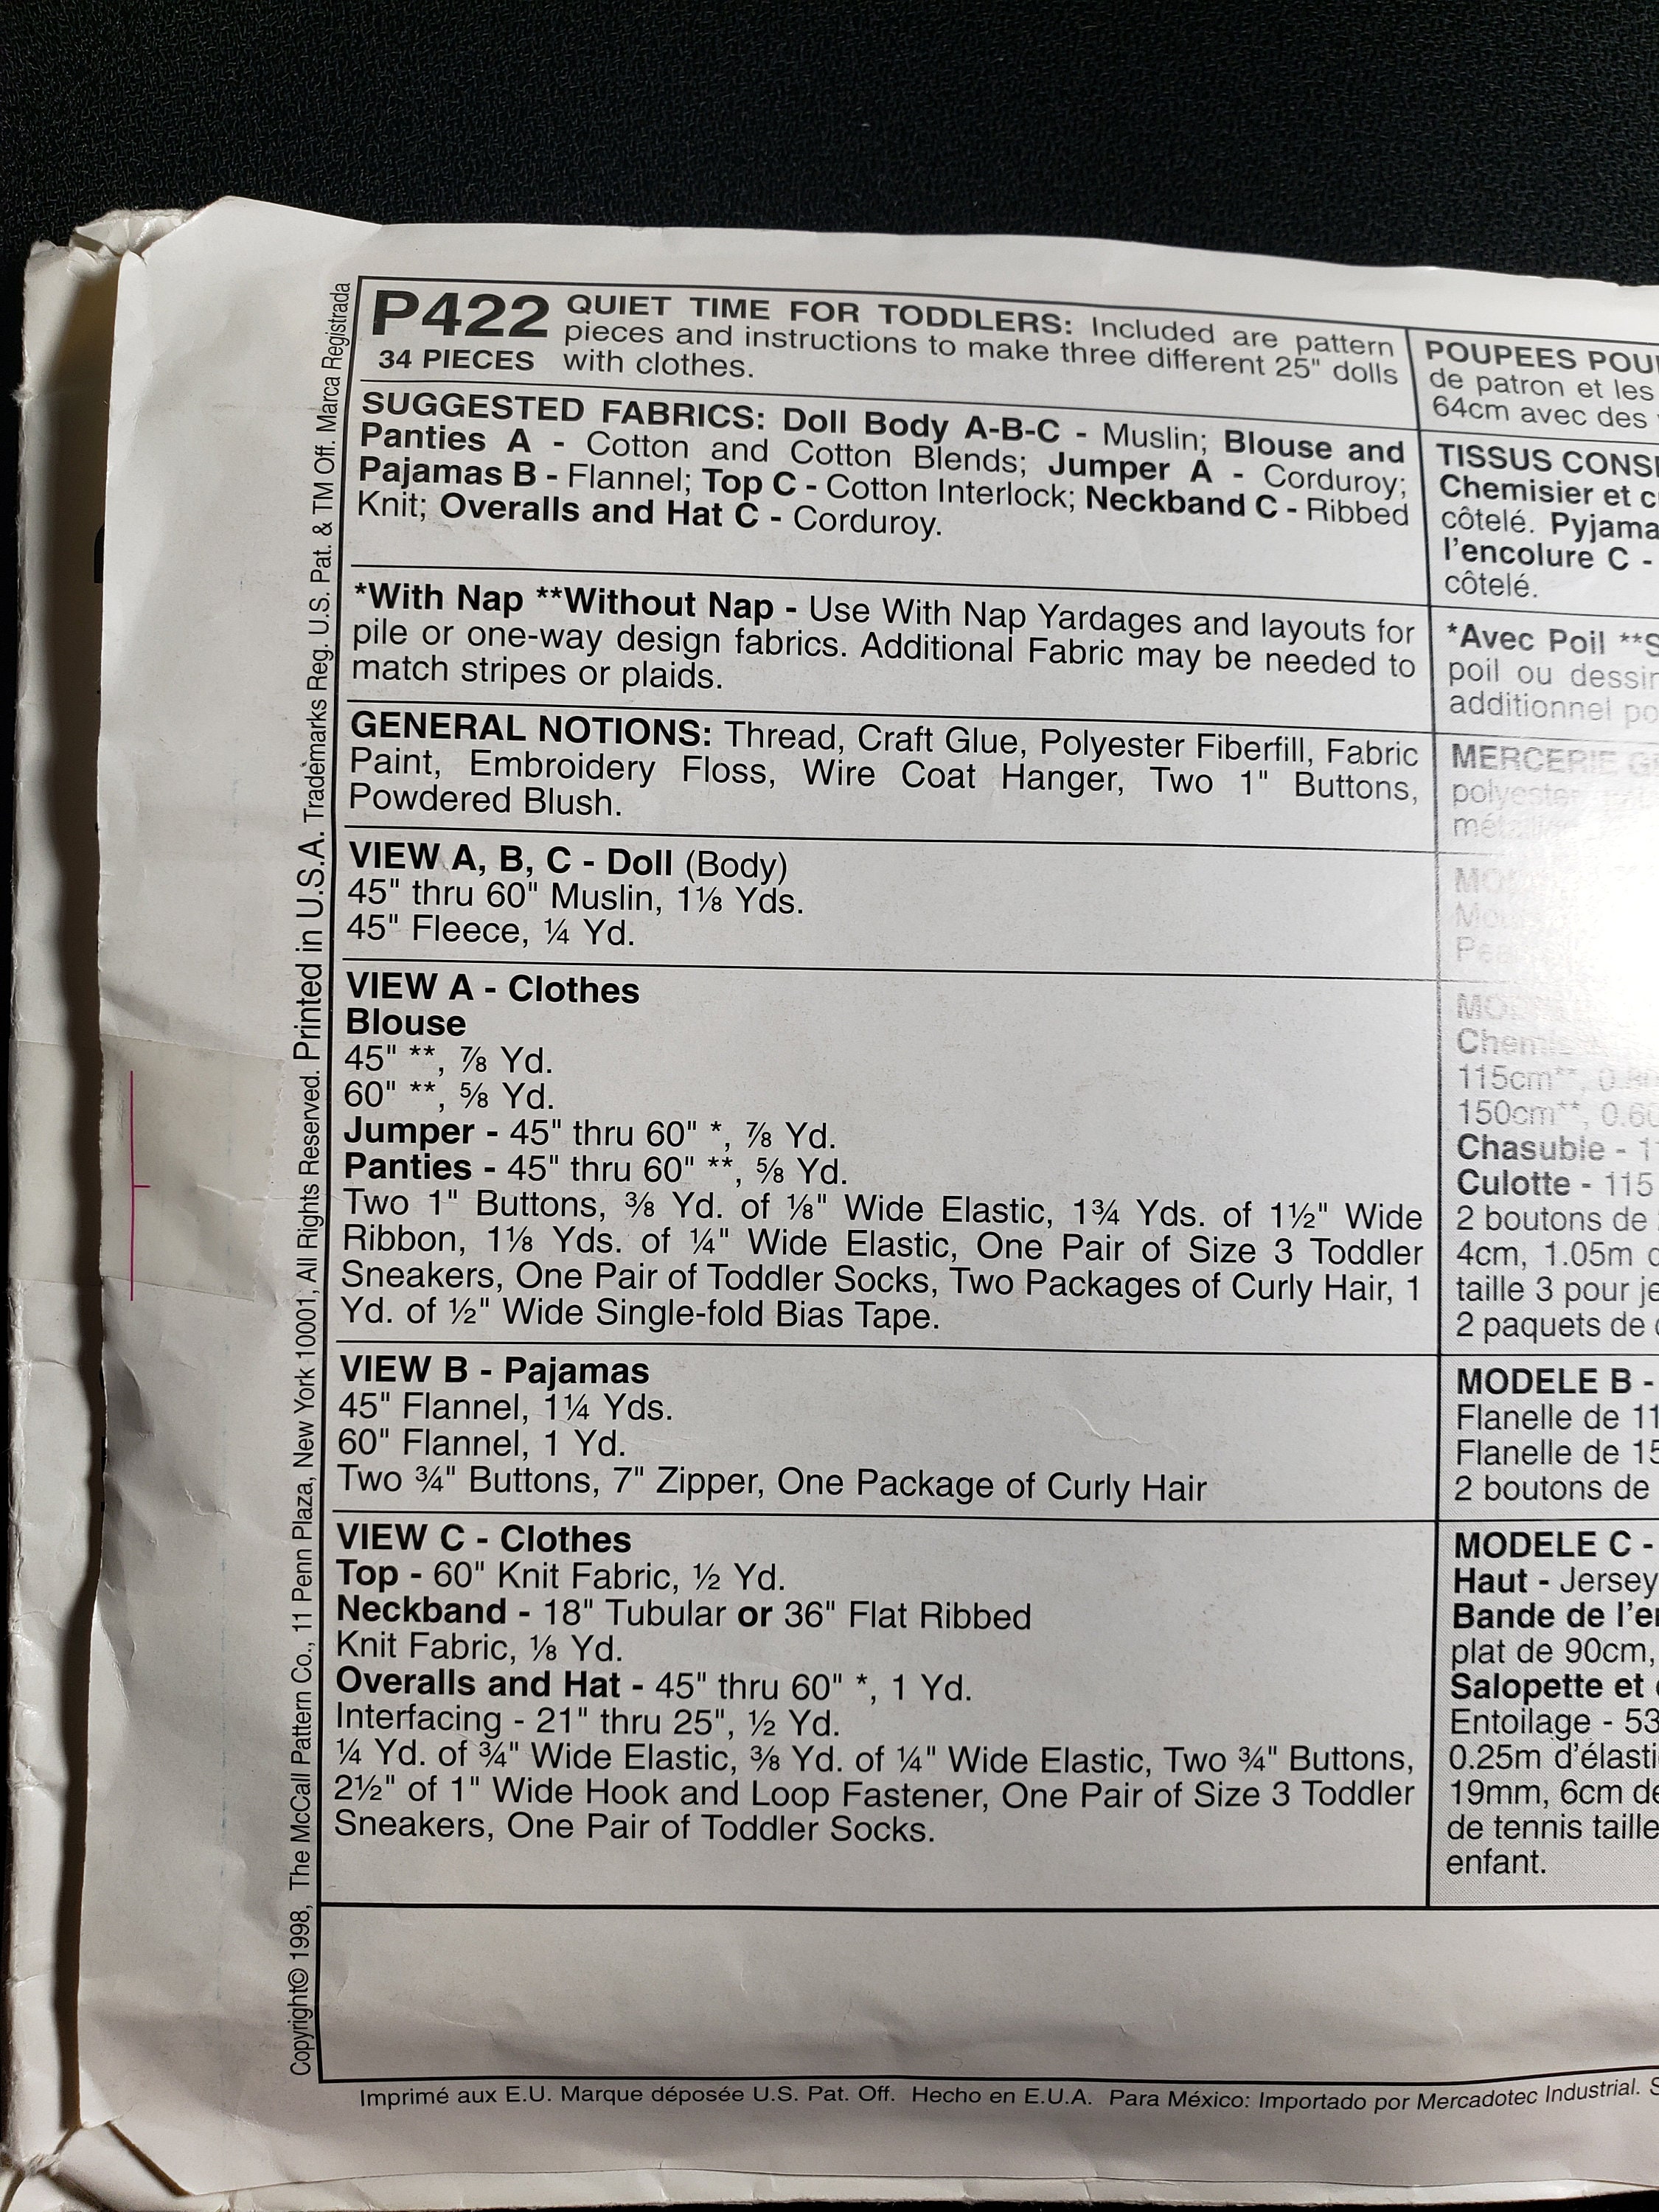 P422
34 PIECES
QUIET TIME FOR TODDLERS: Included are pattern
pieces and instructions to make three different 25" dolls
with clothes.
SUGGESTED FABRICS: Doll Body A-B-C - Muslin; Blouse and
Panties A - Cotton and Cotton Blends; Jumper A - Corduroy;
Pajamas B - Flannel; Top C - Cotton Interlock; Neckband C - Ribbed
Knit; Overalls and Hat C - Corduroy.
*With Nap **Without Nap - Use With Nap Yardages and layouts for
pile or one-way design fabrics. Additional Fabric may be needed to
match stripes or plaids.
GENERAL NOTIONS: Thread, Craft Glue, Polyester Fiberfill, Fabric
Paint, Embroidery Floss, Wire Coat Hanger, Two 1" Buttons,
Powdered Blush.
VIEW A, B, C - Doll (Body)
45" thru 60" Muslin, 1⅛ Yds.
45" Fleece, ¼ Yd.
VIEW A - Clothes
Blouse
45" **, ⅞ Yd.
60" **, ⅝ Yd.
Jumper - 45" thru 60" *, ⅞ Yd.
Panties - 45" thru 60" **, ⅝ Yd.
Two 1" Buttons, ⅜ Yd. of ⅛" Wide Elastic, 1¾ Yds. of 1½" Wide
Ribbon, 1⅛ Yds. of ¼" Wide Elastic, One Pair of Size 3 Toddler
Sneakers, One Pair of Toddler Socks, Two Packages of Curly Hair, 1
Yd. of ½" Wide Single-fold Bias Tape.
VIEW B - Pajamas
45" Flannel, 1¼ Yds.
60" Flannel, 1 Yd.
Two ¾" Buttons, 7" Zipper, One Package of Curly Hair
VIEW C - Clothes
Top - 60" Knit Fabric, ½ Yd.
Neckband - 18" Tubular or 36" Flat Ribbed
Knit Fabric, ⅛ Yd.
Overalls and Hat - 45" thru 60" *, 1 Yd.
Interfacing - 21" thru 25", ½ Yd.
¼ Yd. of ¾" Wide Elastic, ⅜ Yd. of ¼" Wide Elastic, Two ¾" Buttons,
2½" of 1" Wide Hook and Loop Fastener, One Pair of Size 3 Toddler
Sneakers, One Pair of Toddler Socks.
POUPEES POU
de patron et les
64cm avec des
TISSUS CONS
Chemisier et c
côtelé. Pyjama
l'encolure C -
côtelé.
*Avec Poil **S
poil ou dessin
additionnel po
MERCERIE G
polyester
Chemis
115cm**, 0.80
150cm**, 0.60
Chasuble - 1
Culotte - 115
2 boutons de
4cm, 1.05m d
taille 3 pour je
2 paquets de
MODELE B -
Flanelle de 11
Flanelle de 15
2 boutons de
MODELE C -
Haut - Jersey
Bande de l'e
plat de 90cm,
Salopette et
Entoilage - 53
0.25m d'élasti
19mm, 6cm de
de tennis taille
enfant.
Copyright© 1998, The McCall Pattern Co., 11 Penn Plaza, New York 10001, All Rights Reserved. Printed in U.S.A. Trademarks Reg. U.S. Pat. & TM Off. Marca Registrada
Imprimé aux E.U. Marque déposée U.S. Pat. Off. Hecho en E.U.A. Para México: Importado por Mercadotec Industrial. S